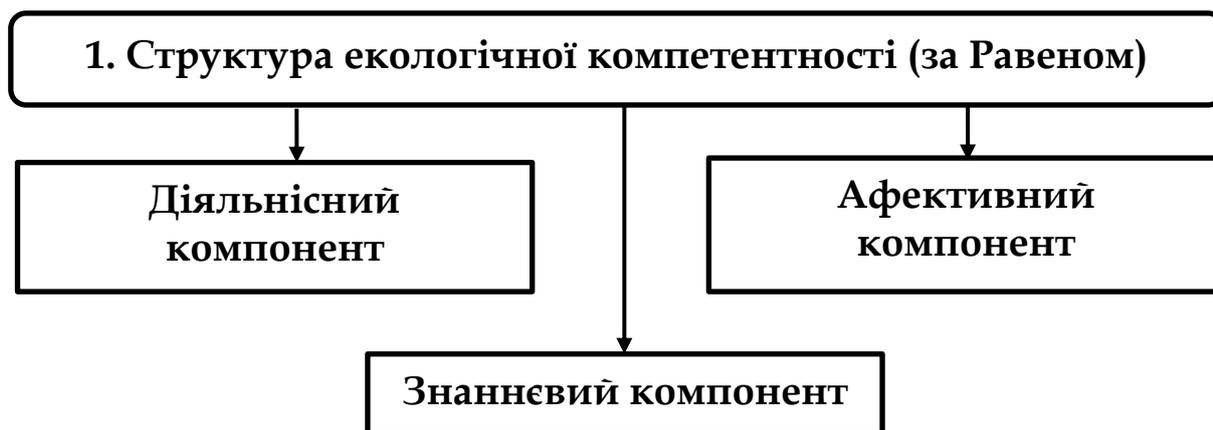 1. Структура екологічної компетентності (за Равеном)
Діяльнісний
компонент
Афективний
компонент
Знаннєвий компонент